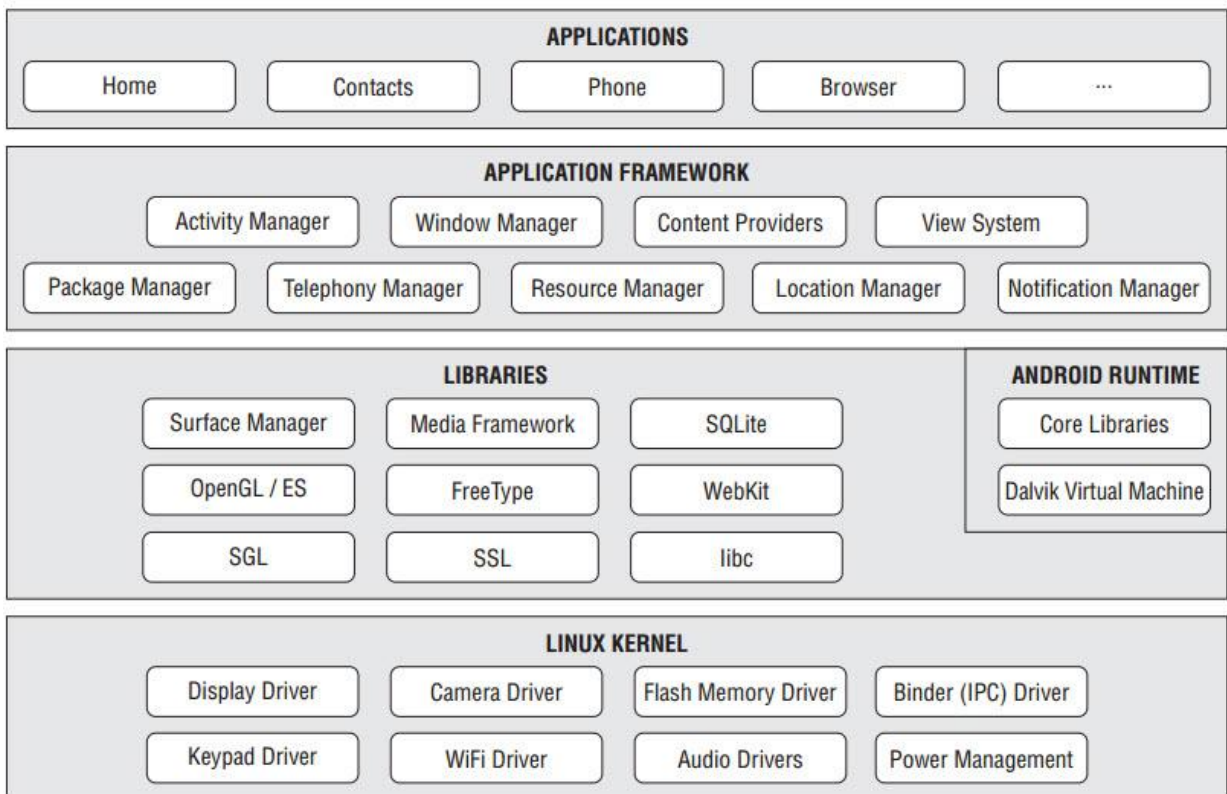 APPLICATIONS
Home Contacts Phone Browser ...
APPLICATION FRAMEWORK
Activity Manager Window Manager Content Providers View System
Package Manager Telephony Manager Resource Manager Location Manager Notification Manager
LIBRARIES ANDROID RUNTIME
Surface Manager Media Framework SQLite Core Libraries
OpenGL / ES FreeType WebKit Dalvik Virtual Machine
SGL SSL libc
LINUX KERNEL
Display Driver Camera Driver Flash Memory Driver Binder (IPC) Driver
Keypad Driver WiFi Driver Audio Drivers Power Management